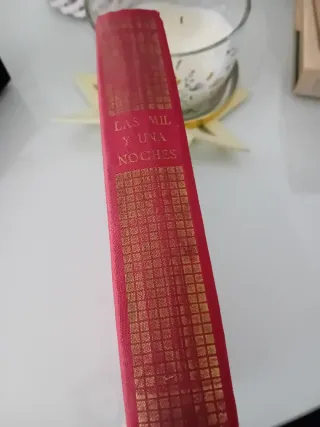 LAS MIL
Y UNA
NOCHES